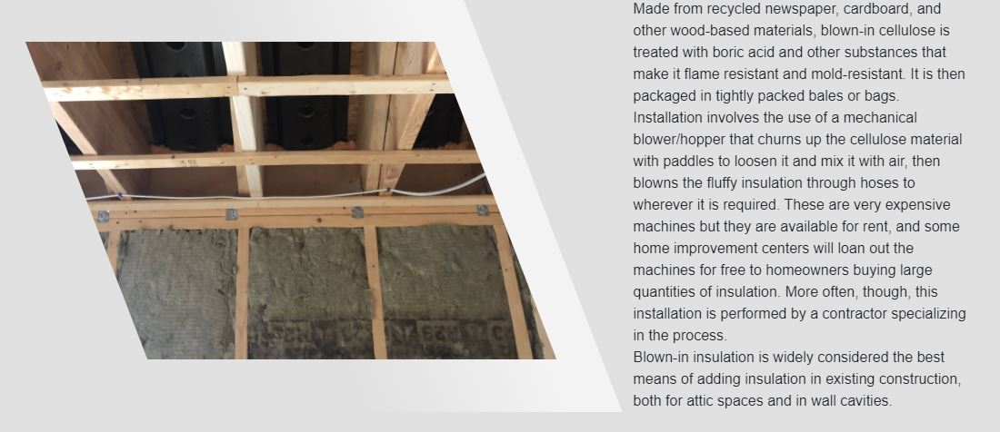 Made from recycled newspaper, cardboard, and
other wood-based materials, blown-in cellulose is
treated with boric acid and other substances that
make it flame resistant and mold-resistant. It is then
packaged in tightly packed bales or bags.
Installation involves the use of a mechanical
blower/hopper that churns up the cellulose material
with paddles to loosen it and mix it with air, then
blowns the fluffy insulation through hoses to
wherever it is required. These are very expensive
machines but they are available for rent, and some
home improvement centers will loan out the
machines for free to homeowners buying large
quantities of insulation. More often, though, this
installation is performed by a contractor specializing
in the process.
Blown-in insulation is widely considered the best
means of adding insulation in existing construction,
both for attic spaces and in wall cavities.